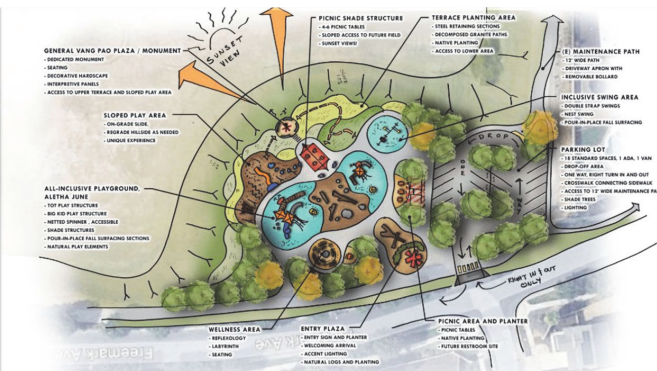 SUNSET
VIEW
GENERAL VANG PAO PLAZA / MONUMENT
- DEDICATED MONUMENT
- SEATING
- DECORATIVE HARDSCAPE
- INTERPRETIVE PANELS
- ACCESS TO UPPER TERRACE AND SLOPED PLAY AREA
PICNIC SHADE STRUCTURE
- 4-6 PICNIC TABLES
- SLOPED ACCESS TO FUTURE FIELD
- SUNSET VIEWS!
TERRACE PLANTING AREA
- STEEL RETAINING SECTIONS
- DECOMPOSED GRANITE PATHS
- NATIVE PLANTING
- ACCESS TO LOWER AREA
(E) MAINTENANCE PATH
- 12' WIDE PATH
- DRIVEWAY APRON WITH
- REMOVABLE BOLLARD
SLOPED PLAY AREA
- ON-GRADE SLIDE,
- REGRADE HILLSIDE AS NEEDED
- UNIQUE EXPERIENCE
INCLUSIVE SWING AREA
- DOUBLE STRAP SWINGS
- NEST SWING
- POUR-IN-PLACE FALL SURFACING
DROP
PARKING LOT
- 18 STANDARD SPACES, 1 ADA, 1 VAN
- DROP-OFF AREA
- ONE WAY, RIGHT TURN IN AND OUT
- CROSSWALK CONNECTING SIDEWALK
- ACCESS TO 12' WIDE MAINTENANCE PA
- SHADE TREES
- LIGHTING
ALL-INCLUSIVE PLAYGROUND,
ALETHA JUNE
- TOT PLAY STRUCTURE
- BIG KID PLAY STRUCTURE
- NETTED SPINNER , ACCESSIBLE
- SHADE STRUCTURES
- POUR-IN-PLACE FALL SURFACING SECTIONS
- NATURAL PLAY ELEMENTS
RIGHT IN & OUT
ONLY
WELLNESS AREA
- REFLEXOLOGY
- LABYRINTH
- SEATING
ENTRY PLAZA
- ENTRY SIGN AND PLANTER
- WELCOMING ARRIVAL
- ACCENT LIGHTING
- NATURAL LOGS AND PLANTING
PICNIC AREA AND PLANTER
- PICNIC TABLES
- NATIVE PLANTING
- FUTURE RESTROOM SITE